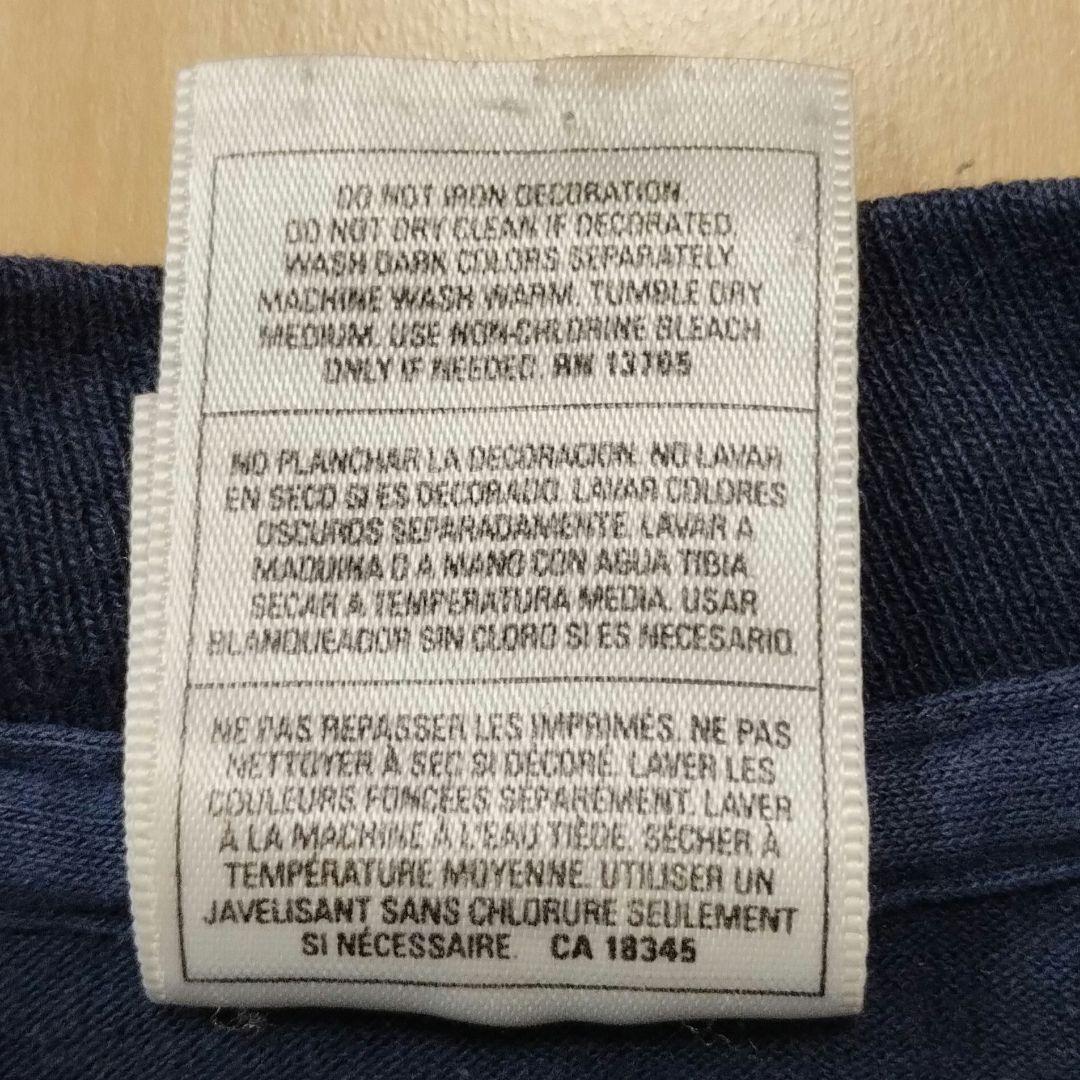 DO NOT IRON DECORATION.
DO NOT DRY CLEAN IF DECORATED
WASH DARK COLORS SEPARATELY
MACHINE WASH WARM. TUMBLE DRY
MEDIUM. USE NON-CHLORINE BLEACH
ONLY IF NEEDED. RN 13765
NO PLANCHAR LA DECORACION. NO LAVAR
EN SECO SI ES DECORADO. LAVAR COLORES
OSCUROS SEPARADAMENTE. LAVAR A
MAQUINA O A MANO CON AGUA TIBIA.
SECAR A TEMPERATURA MEDIA. USAR
BLANQUEADOR SIN CLORO SI ES NECESARIO.
NE PAS REPASSER LES IMPRIMÉS. NE PAS
NETTOYER À SEC SI DÉCORÉ. LAVER LES
COULEURS FONCÉES SÉPARÉMENT. LAVER
À LA MACHINE À L'EAU TIÈDE. SÉCHER À
TEMPÉRATURE MOYENNE. UTILISER UN
JAVELISANT SANS CHLORURE SEULEMENT
SI NÉCESSAIRE. CA 18345